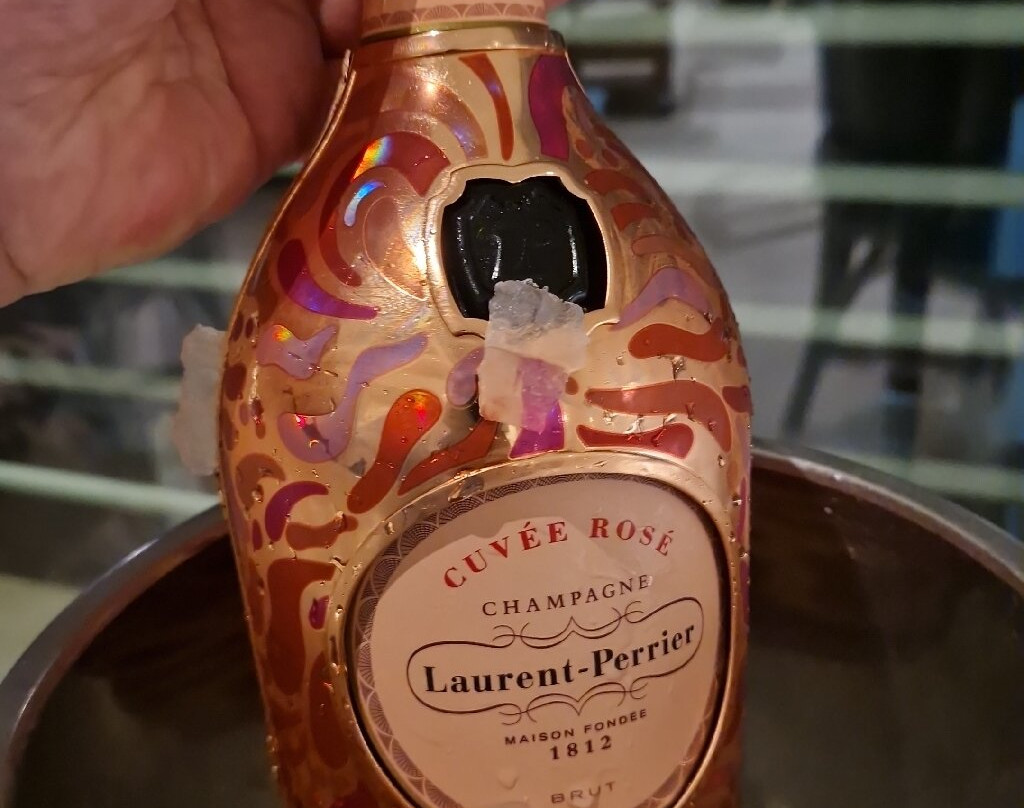 CUVÉE ROSÉ
CHAMPAGNE
Laurent-Perrier
MAISON FONDÉE
1812
BRUT